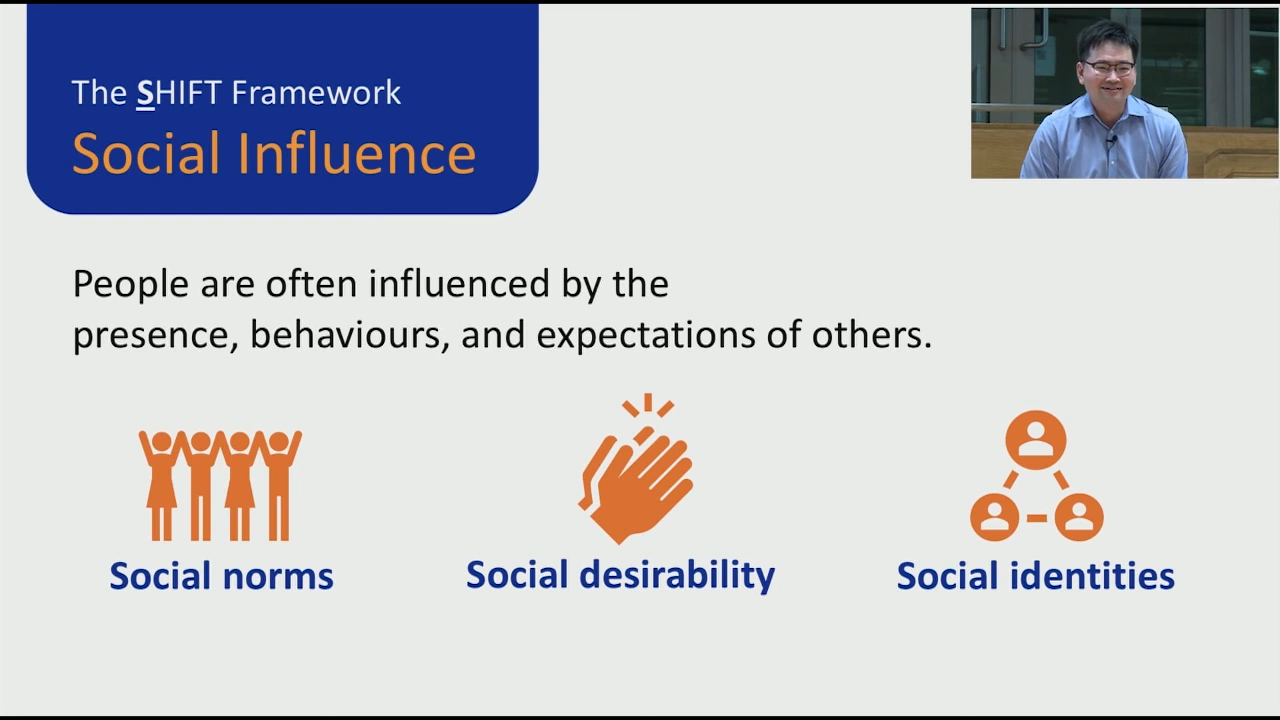 The SHIFT Framework
Social Influence
People are often influenced by the
presence, behaviours, and expectations of others.
Social norms
Social desirability
Social identities